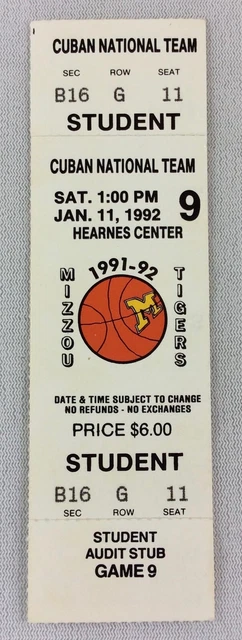 CUBAN NATIONAL TEAM
SEC ROW SEAT
B16 G 11
STUDENT
CUBAN NATIONAL TEAM
SAT. 1:00 PM
JAN. 11, 1992 9
HEARNES CENTER
1991-92
MIZZOU
M
TIGERS
DATE & TIME SUBJECT TO CHANGE
NO REFUNDS - NO EXCHANGES
PRICE $6.00
STUDENT
B16 G 11
SEC ROW SEAT
STUDENT
AUDIT STUB
GAME 9